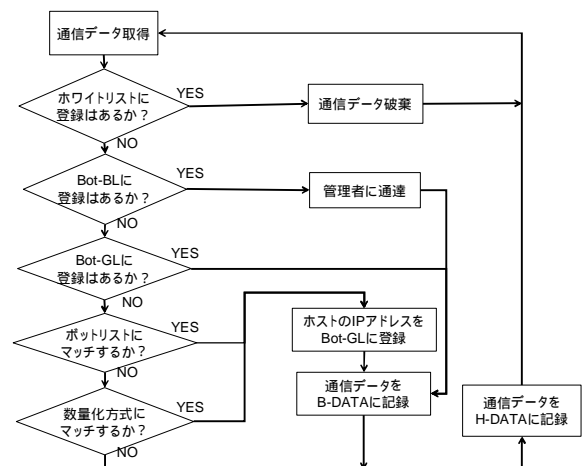 通信データ取得
ホワイトリストに
登録はあるか？
YES
通信データ破棄
NO
Bot-BLに
登録はあるか？
YES
管理者に通達
NO
Bot-GLに
登録はあるか？
YES
NO
ボットリストに
マッチするか？
YES
ホストのIPアドレスを
Bot-GLに登録
NO
数量化方式に
マッチするか？
YES
通信データを
B-DATAに記録
通信データを
H-DATAに記録
NO